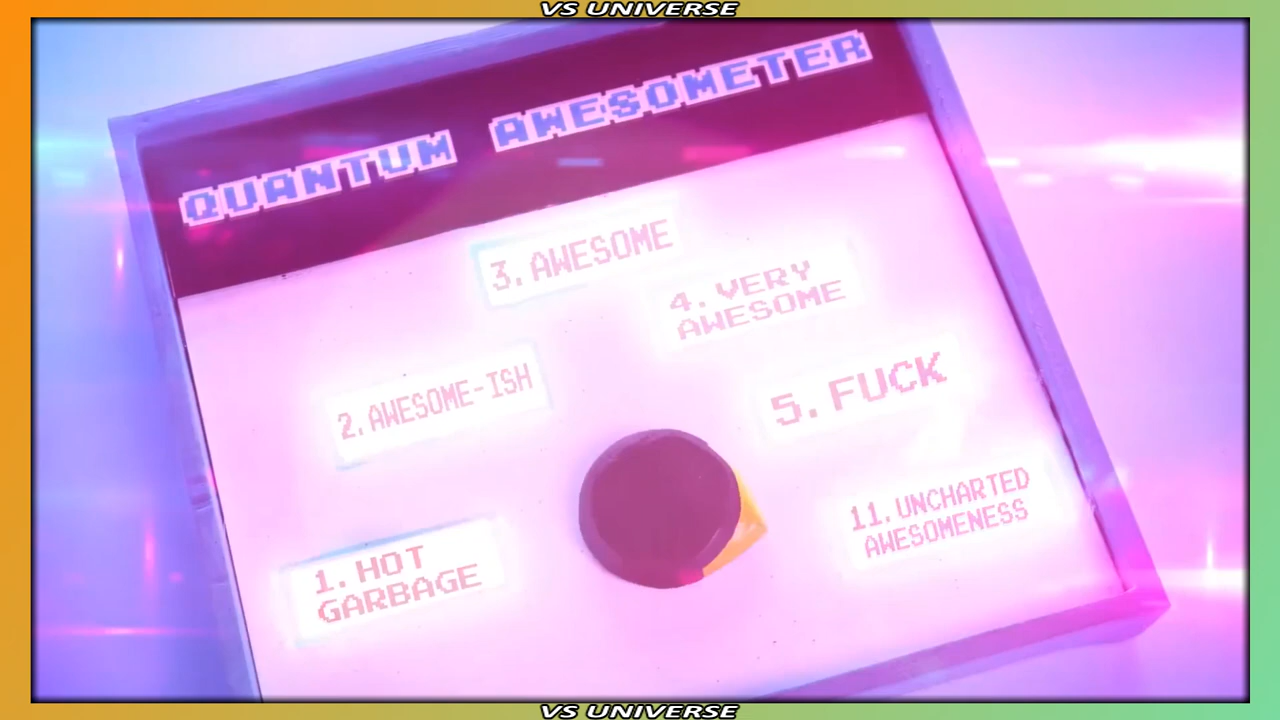 VS UNIVERSE
QUANTUM AWESOMETER
3. AWESOME
4. VERY
AWESOME
2. AWESOME-ISH
5. FUCK
11. UNCHARTED
AWESOMENESS
1. HOT
GARBAGE
VS UNIVERSE